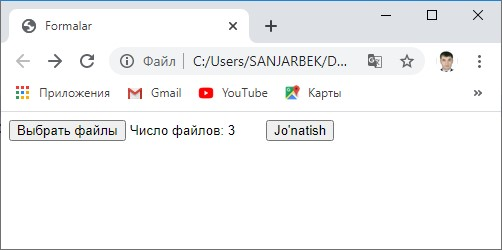 Formalar
Файл C:/Users/SANJARBEK/D...
Приложения Gmail YouTube Карты
Выбрать файлы Число файлов: 3 Jo'natish